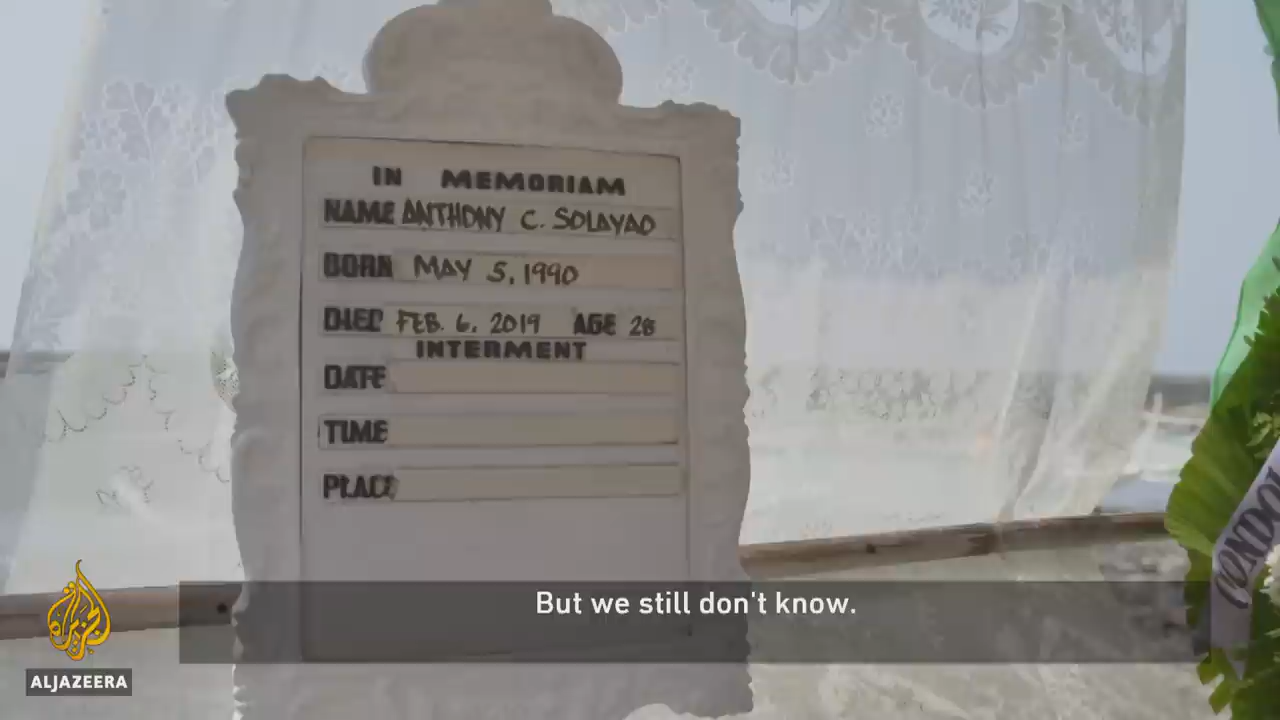 IN MEMORIAM
NAME ANTHONY C. SOLAYAO
BORN MAY 5, 1990
DIED FEB. 6, 2019 AGE 28
INTERMENT
DATE
TIME
PLACE
But we still don't know.
ALJAZEERA